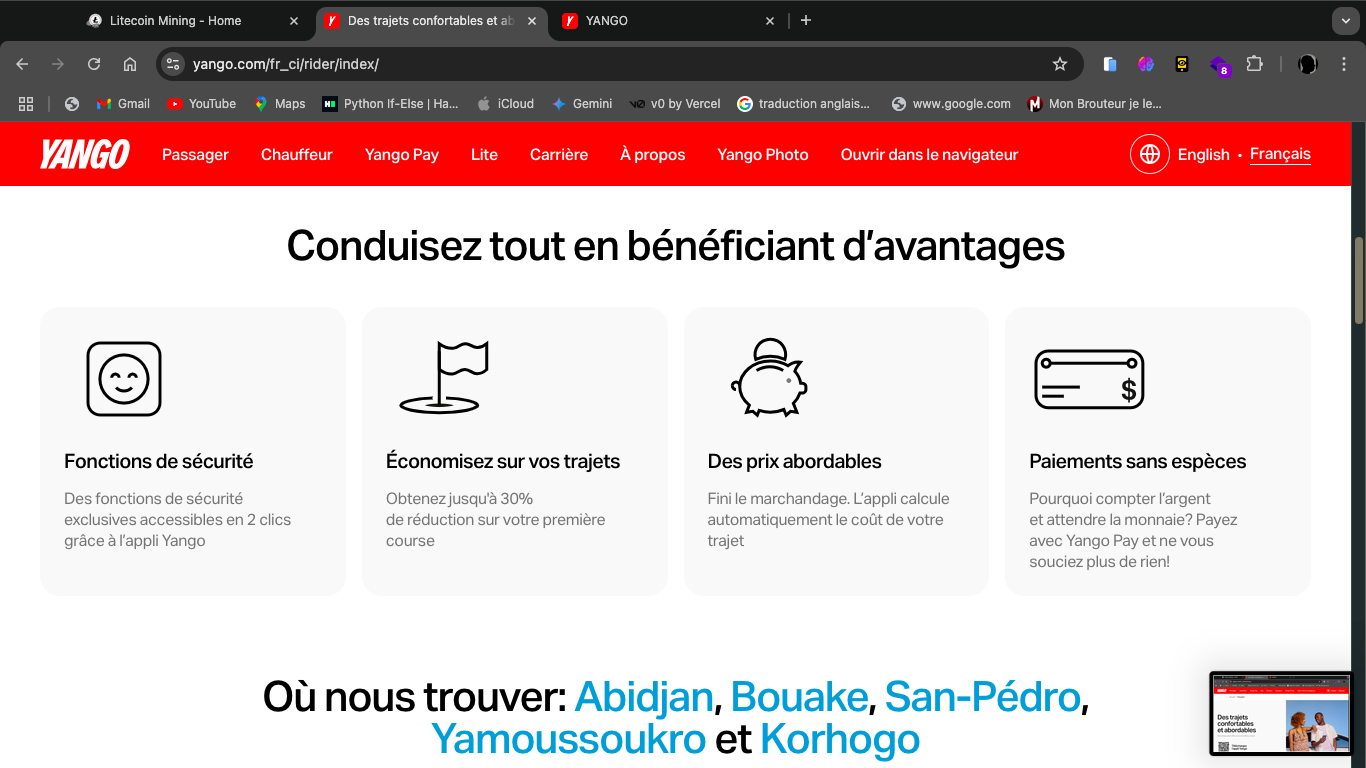 Litecoin Mining - Home
Des trajets confortables et ab
YANGO
yango.com/fr_ci/rider/index/
8
Gmail
YouTube
Maps
Python If-Else | Ha...
iCloud
Gemini
v0 by Vercel
traduction anglais...
www.google.com
Mon Brouteur je le...
YANGO
Passager
Chauffeur
Yango Pay
Lite
Carrière
À propos
Yango Photo
Ouvrir dans le navigateur
English • Français
Conduisez tout en bénéficiant d’avantages
Fonctions de sécurité
Des fonctions de sécurité
exclusives accessibles en 2 clics
grâce à l’appli Yango
Économisez sur vos trajets
Obtenez jusqu'à 30%
de réduction sur votre première
course
Des prix abordables
Fini le marchandage. L’appli calcule
automatiquement le coût de votre
trajet
$
Paiements sans espèces
Pourquoi compter l’argent
et attendre la monnaie? Payez
avec Yango Pay et ne vous
souciez plus de rien!
Où nous trouver: Abidjan, Bouake, San-Pédro,
Yamoussoukro et Korhogo
Des trajets
confortables
et abordables